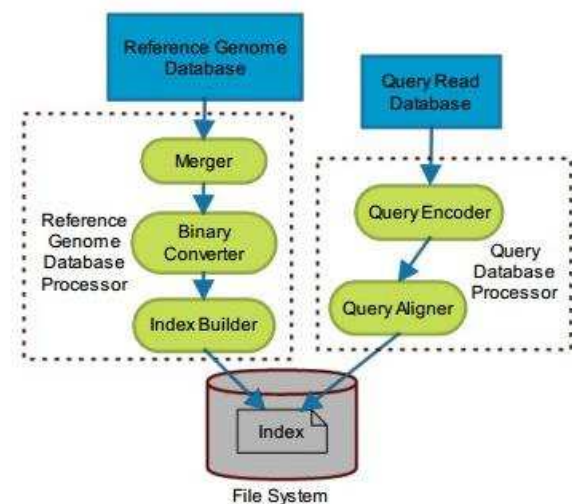 Reference Genome
Database
Query Read
Database
Merger
Reference
Genome
Database
Processor
Binary
Converter
Index Builder
Query Encoder
Query
Database
Processor
Query Aligner
Index
File System